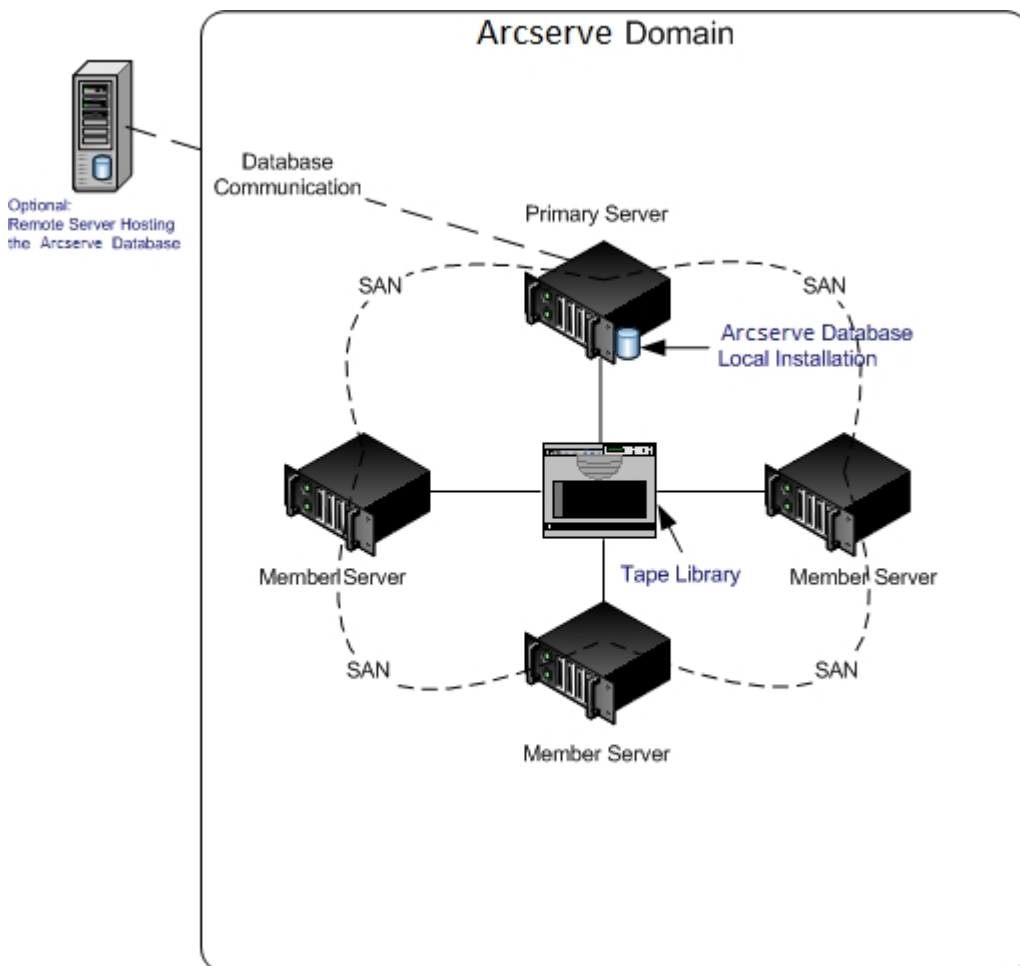 Arcserve Domain
Optional:
Remote Server Hosting
the Arcserve Database
Database
Communication
Primary Server
SAN
SAN
Arcserve Database
Local Installation
Member Server
Tape Library
Member Server
SAN
SAN
Member Server